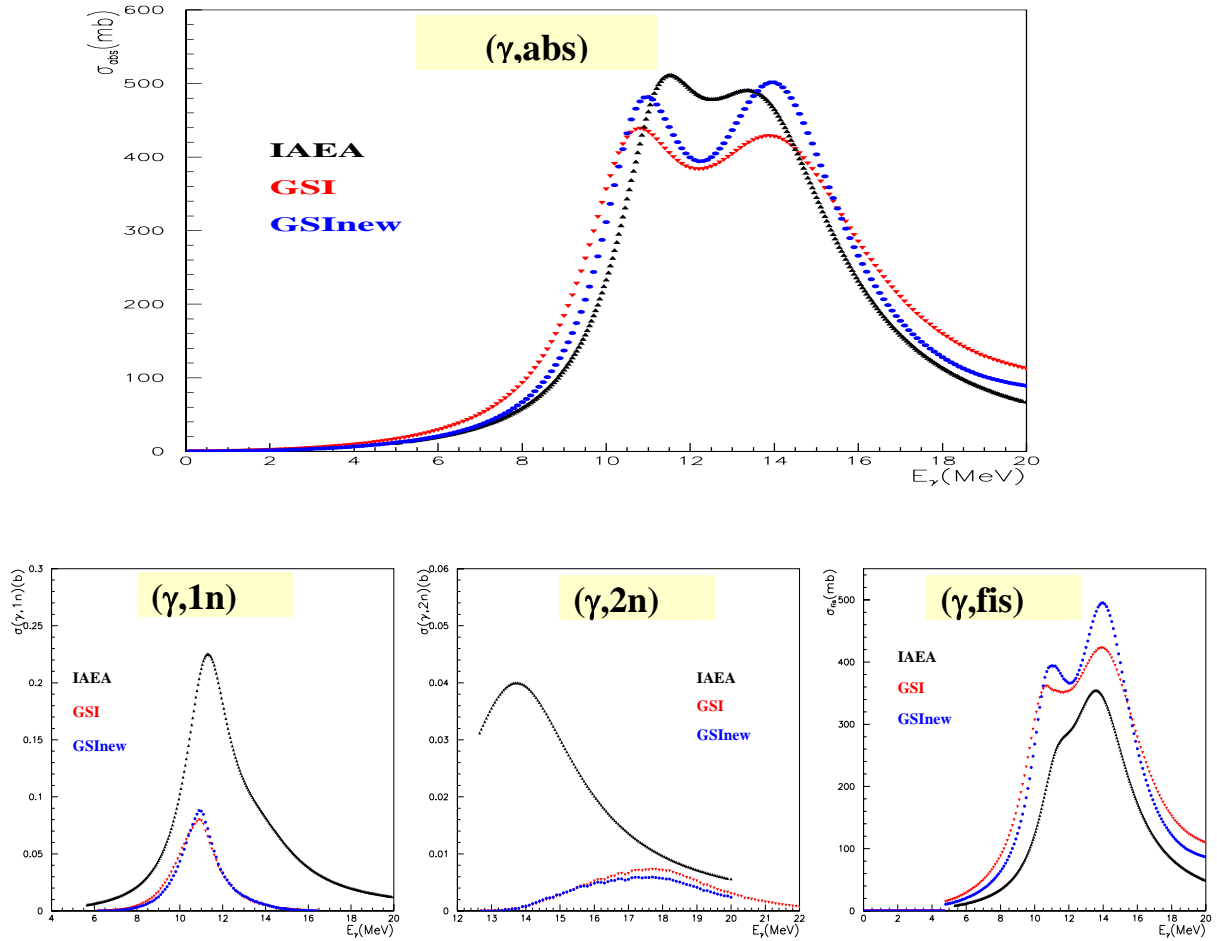 600
σabs(mb)
(γ,abs)
500
400
300
200
100
0
IAEA
GSI
GSInew
0 2 4 6 8 10 12 14 16 18 20
Eγ(MeV)
0.3
σ(γ,1n)(b)
(γ,1n)
0.25
0.2
0.15
0.1
0.05
0
IAEA
GSI
GSInew
4 6 8 10 12 14 16 18 20
Eγ(MeV)
0.06
σ(γ,2n)(b)
(γ,2n)
0.05
0.04
0.03
0.02
0.01
0
IAEA
GSI
GSInew
12 13 14 15 16 17 18 19 20 21 22
Eγ(MeV)
σfis(mb)
(γ,fis)
500
400
300
200
100
0
IAEA
GSI
GSInew
0 2 4 6 8 10 12 14 16 18 20
Eγ(MeV)